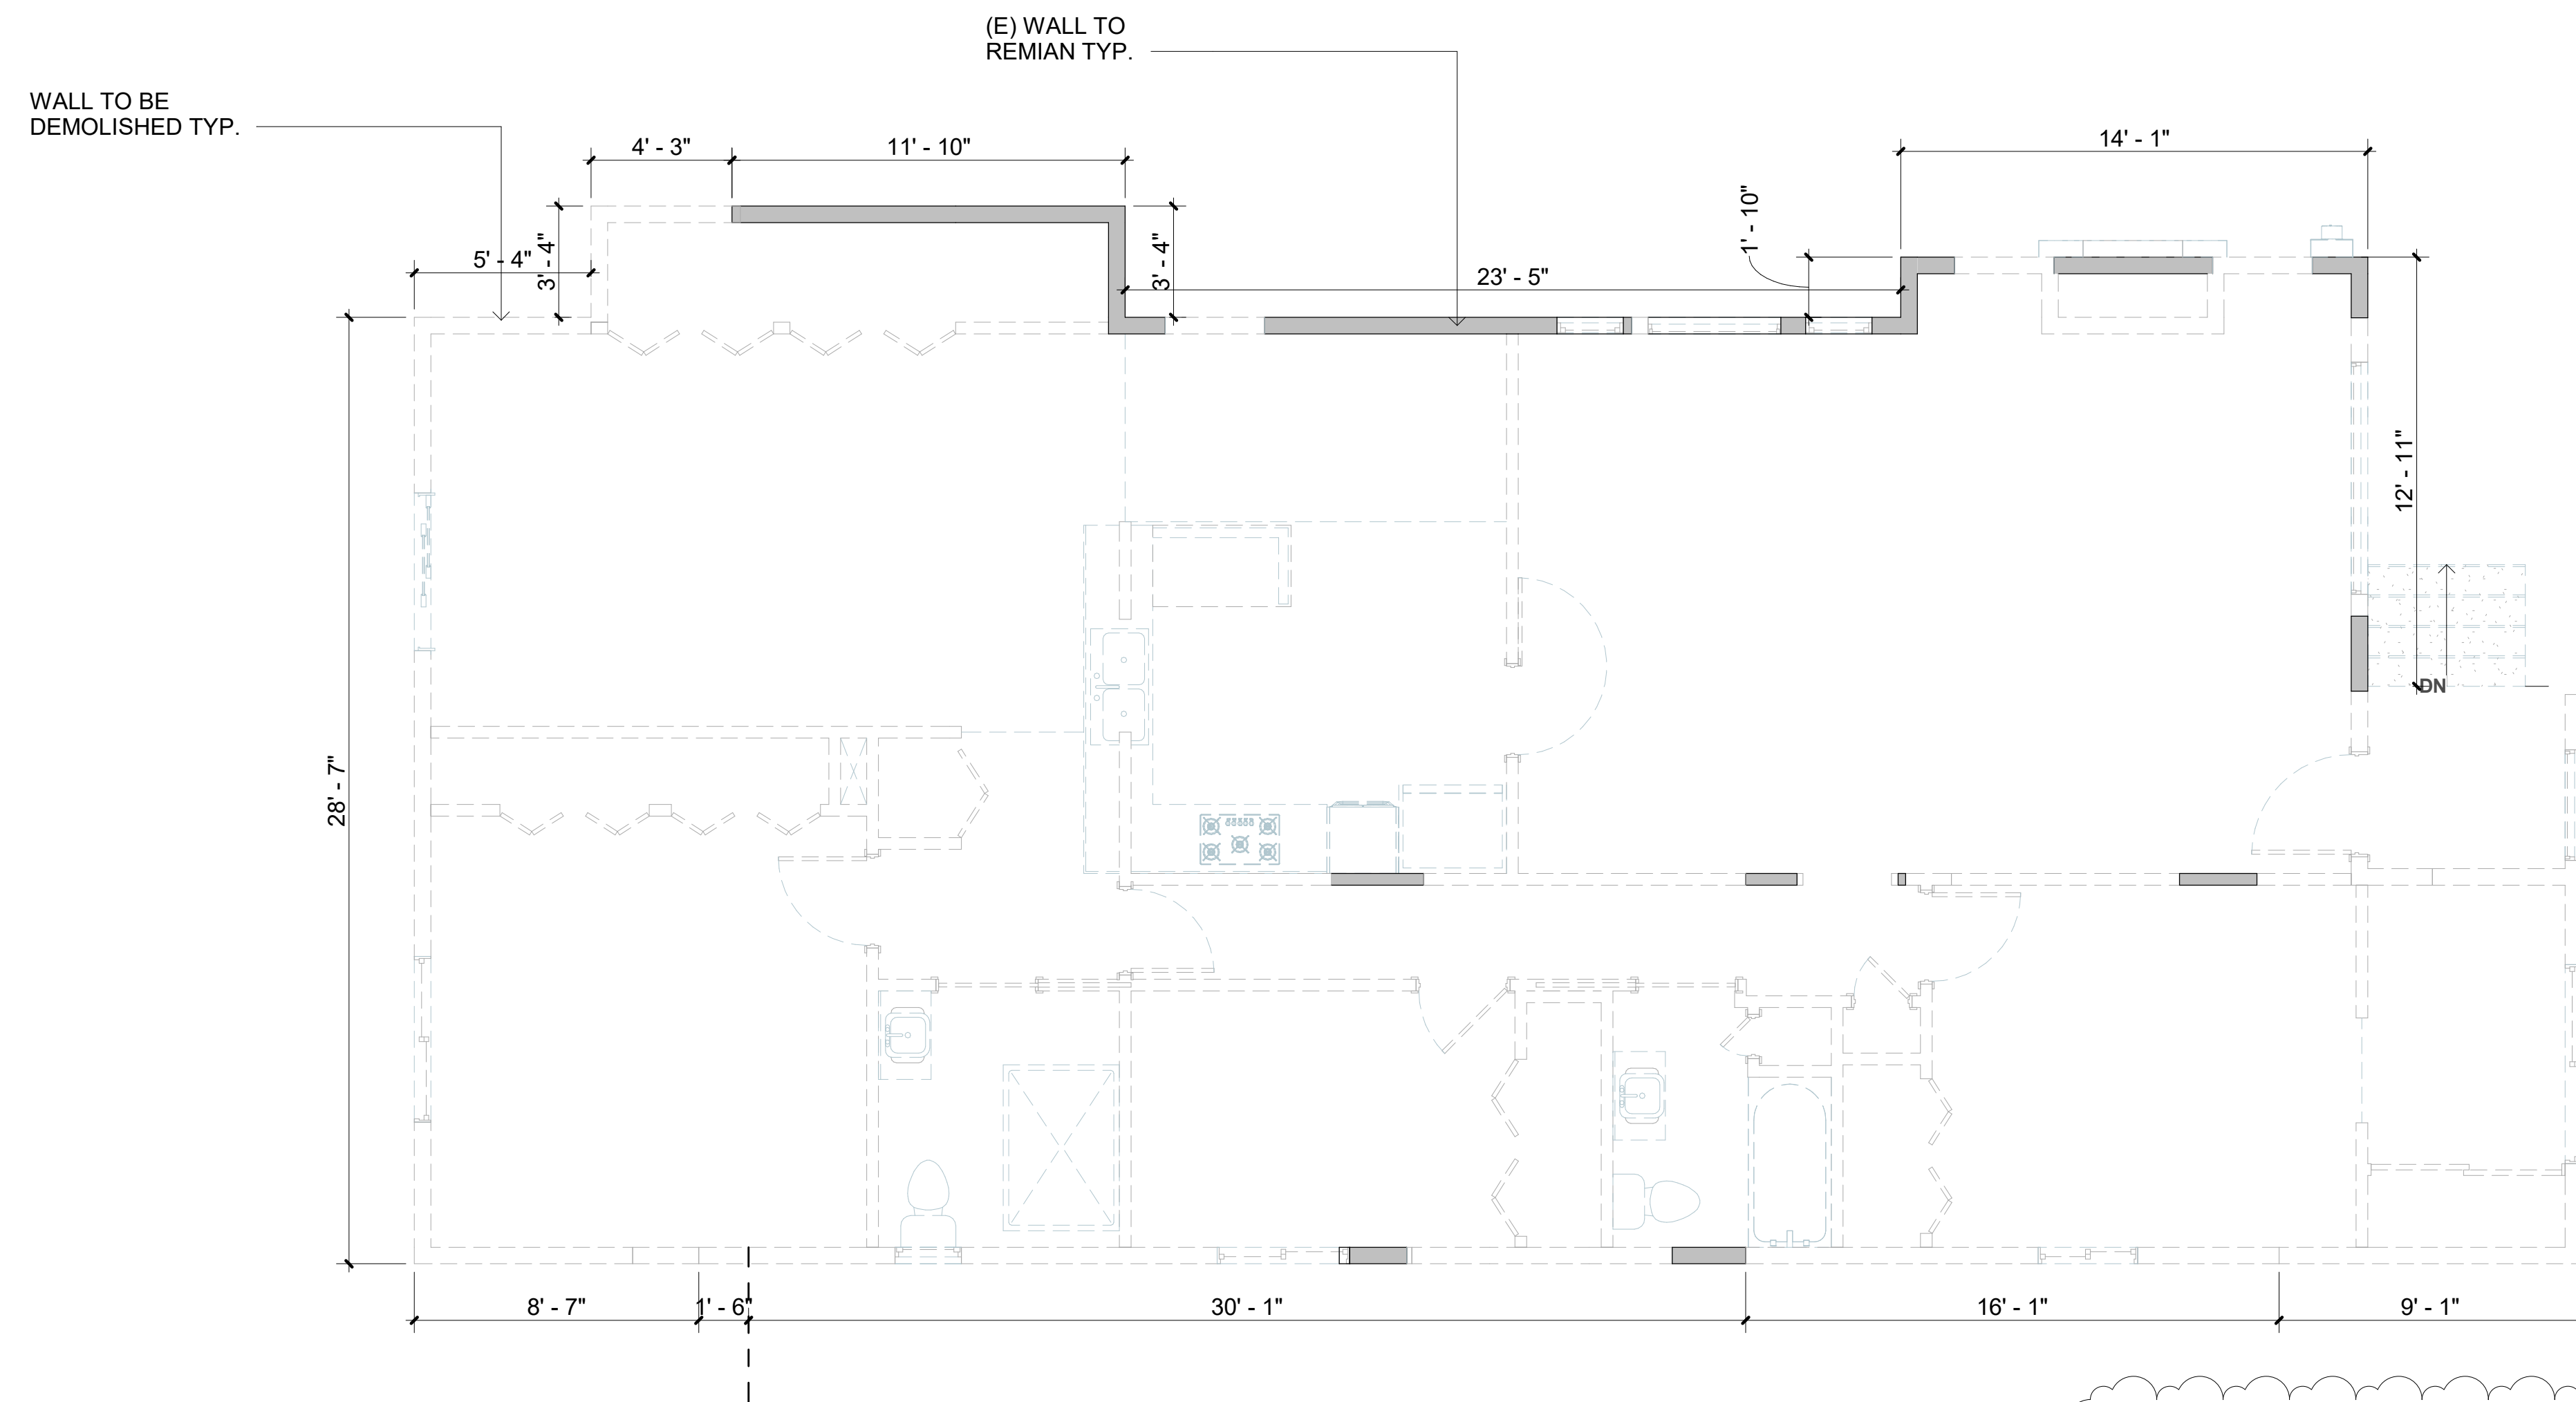 (E) WALL TO
REMIAN TYP.
WALL TO BE
DEMOLISHED TYP.
4' - 3"
11' - 10"
14' - 1"
1' - 10"
5' - 4"
3' - 4"
3' - 4"
23' - 5"
12' - 11"
DN
28' - 7"
8' - 7"
1' - 6"
30' - 1"
16' - 1"
9' - 1"